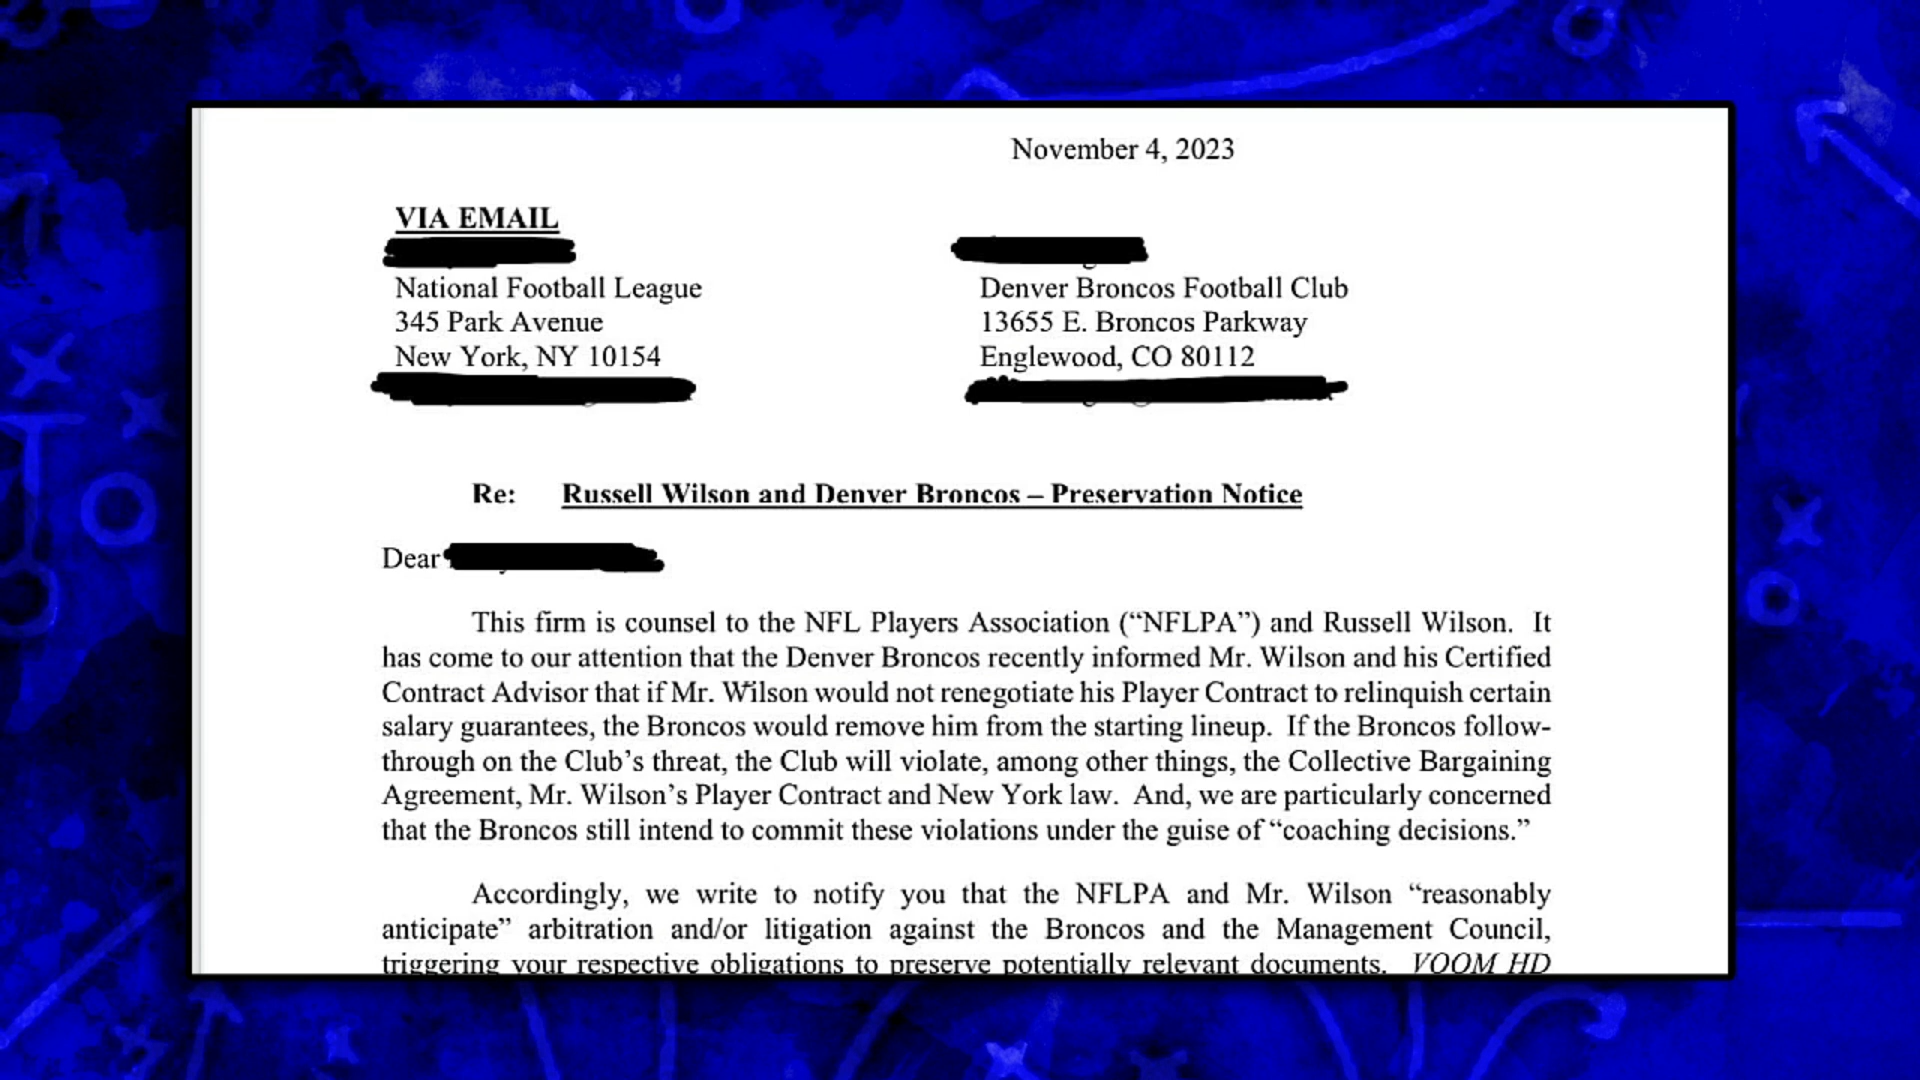 November 4, 2023
VIA EMAIL
National Football League
345 Park Avenue
New York, NY 10154
Denver Broncos Football Club
13655 E. Broncos Parkway
Englewood, CO 80112
Re: Russell Wilson and Denver Broncos – Preservation Notice
Dear
This firm is counsel to the NFL Players Association (“NFLPA”) and Russell Wilson. It
has come to our attention that the Denver Broncos recently informed Mr. Wilson and his Certified
Contract Advisor that if Mr. Wilson would not renegotiate his Player Contract to relinquish certain
salary guarantees, the Broncos would remove him from the starting lineup. If the Broncos follow-
through on the Club’s threat, the Club will violate, among other things, the Collective Bargaining
Agreement, Mr. Wilson’s Player Contract and New York law. And, we are particularly concerned
that the Broncos still intend to commit these violations under the guise of “coaching decisions.”
Accordingly, we write to notify you that the NFLPA and Mr. Wilson “reasonably
anticipate” arbitration and/or litigation against the Broncos and the Management Council,
triggering your respective obligations to preserve potentially relevant documents. VOOM HD